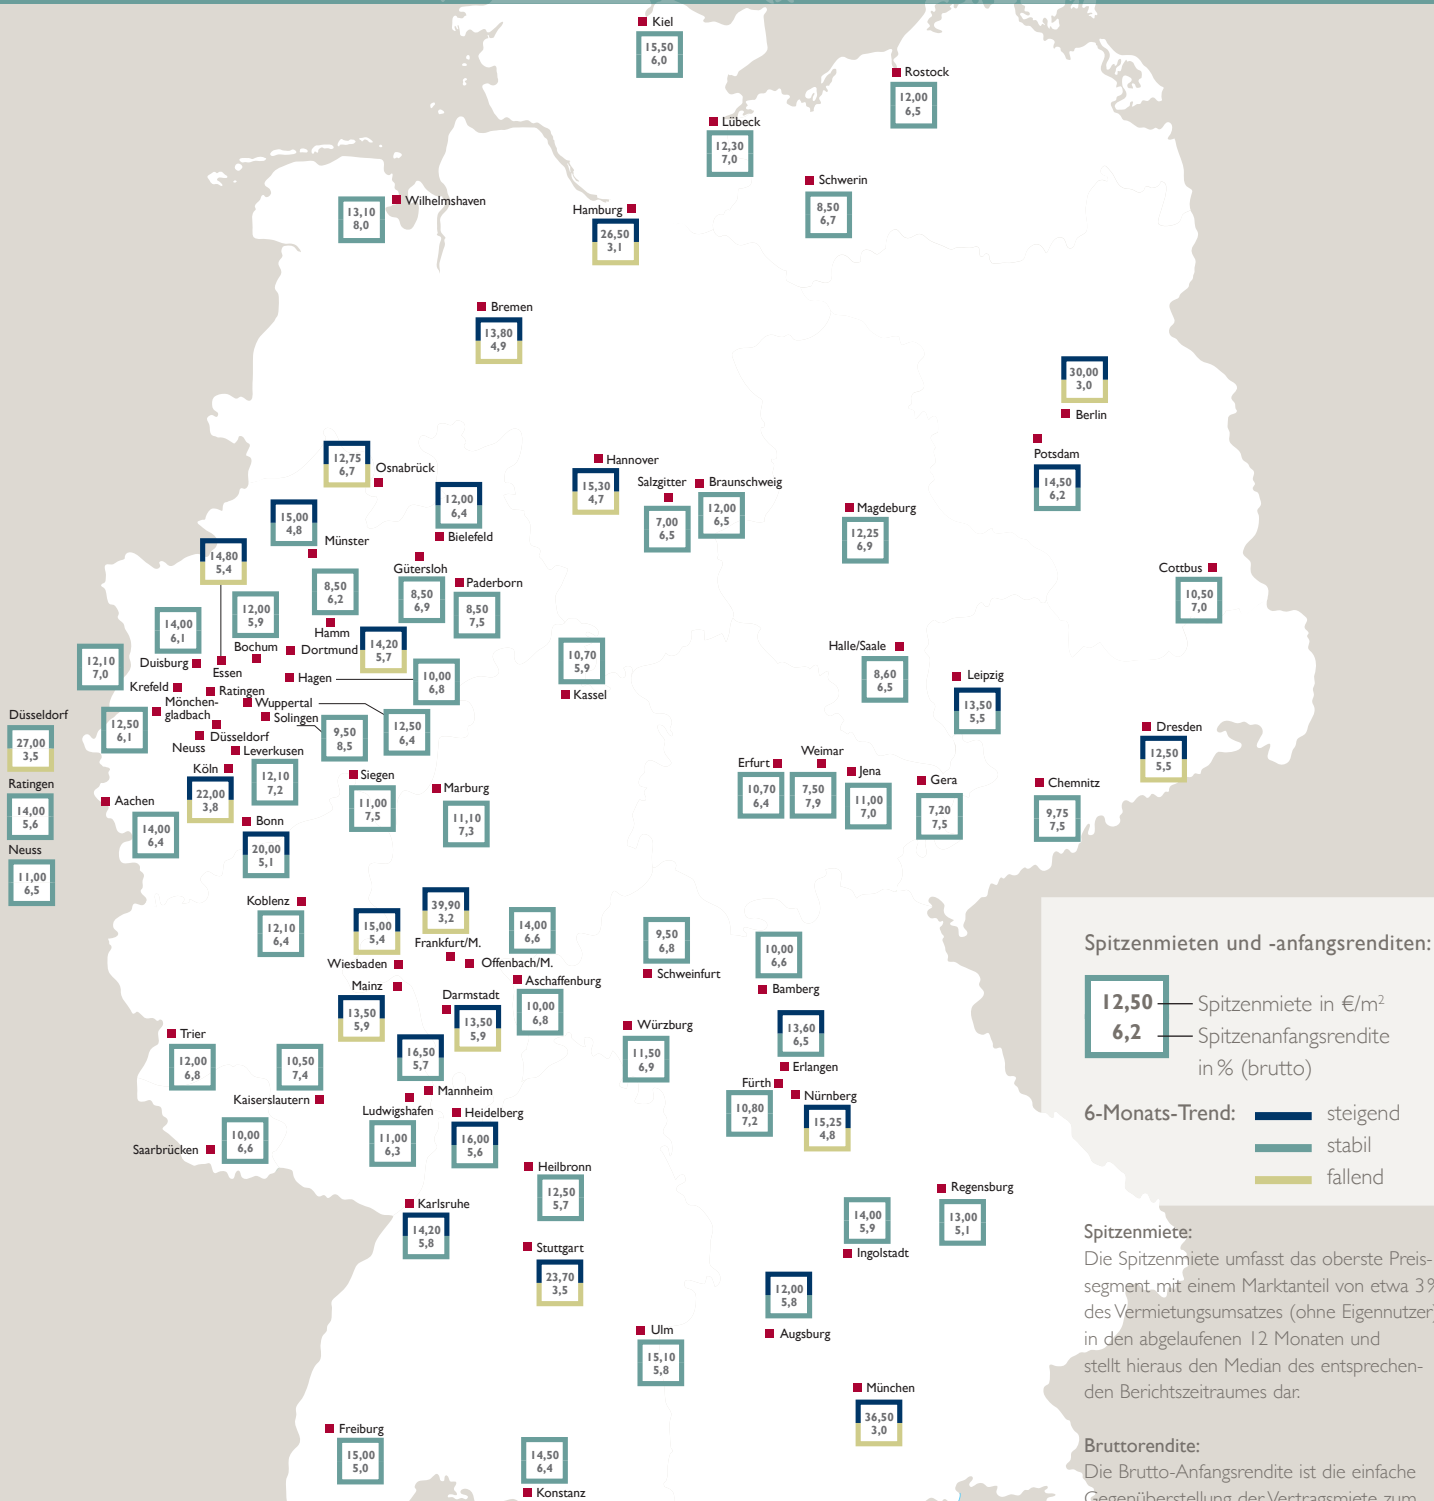 Kiel
15,50
6,0
Rostock
12,00
6,5
Lübeck
12,30
7,0
Schwerin
8,50
6,7
Wilhelmshaven
13,10
8,0
Hamburg
26,50
3,1
Bremen
13,80
4,9
30,00
3,0
Berlin
Potsdam
14,50
6,2
12,75
6,7
Osnabrück
Hannover
15,30
4,7
Salzgitter
7,00
6,5
Braunschweig
12,00
6,5
12,00
6,4
Bielefeld
15,00
4,8
Münster
Magdeburg
12,25
6,9
14,80
5,4
Essen
Gütersloh
8,50
6,9
Paderborn
8,50
7,5
Cottbus
10,50
7,0
8,50
6,2
Hamm
12,00
5,9
Bochum
14,00
6,1
Duisburg
Dortmund
14,20
5,7
12,10
7,0
Krefeld
Hagen
10,00
6,8
10,70
5,9
Kassel
Halle/Saale
8,60
6,5
Leipzig
13,50
5,5
Ratingen
Mönchen-
gladbach
12,50
6,1
Wuppertal
12,50
6,4
Solingen
9,50
8,5
Düsseldorf
Neuss
Leverkusen
12,10
7,2
Düsseldorf
27,00
3,5
Ratingen
14,00
5,6
Neuss
11,00
6,5
Köln
22,00
3,8
Dresden
12,50
5,5
Aachen
14,00
6,4
Bonn
20,00
5,1
Siegen
11,00
7,5
Marburg
11,10
7,3
Erfurt
10,70
6,4
Weimar
7,50
7,9
Jena
11,00
7,0
Gera
7,20
7,5
Chemnitz
9,75
7,5
Koblenz
12,10
6,4
15,00
5,4
Wiesbaden
39,90
3,2
Frankfurt/M.
14,00
6,6
Offenbach/M.
Aschaffenburg
10,00
6,8
9,50
6,8
Schweinfurt
10,00
6,6
Bamberg
Mainz
13,50
5,9
Darmstadt
13,50
5,9
Würzburg
11,50
6,9
13,60
6,5
Erlangen
Trier
12,00
6,8
10,50
7,4
Kaiserslautern
16,50
5,7
Mannheim
Ludwigshafen
11,00
6,3
Heidelberg
16,00
5,6
Fürth
10,80
7,2
Nürnberg
15,25
4,8
10,00
6,6
Saarbrücken
Heilbronn
12,50
5,7
Karlsruhe
14,20
5,8
Regensburg
13,00
5,1
14,00
5,9
Ingolstadt
Stuttgart
23,70
3,5
12,00
5,8
Augsburg
Ulm
15,10
5,8
München
36,50
3,0
Freiburg
15,00
5,0
14,50
6,4
Konstanz
Spitzenmieten und -anfangsrenditen:
12,50 Spitzenmiete in €/m²
6,2 Spitzenanfangsrendite
in % (brutto)
6-Monats-Trend: steigend
stabil
fallend
Spitzenmiete:
Die Spitzenmiete umfasst das oberste Preis-
segment mit einem Marktanteil von etwa 3%
des Vermietungsumsatzes (ohne Eigennutzer)
in den abgelaufenen 12 Monaten und
stellt hieraus den Median des entsprechen-
den Berichtszeitraumes dar.
Bruttorendite:
Die Brutto-Anfangsrendite ist die einfache
Gegenüberstellung der Vertragsmiete zum